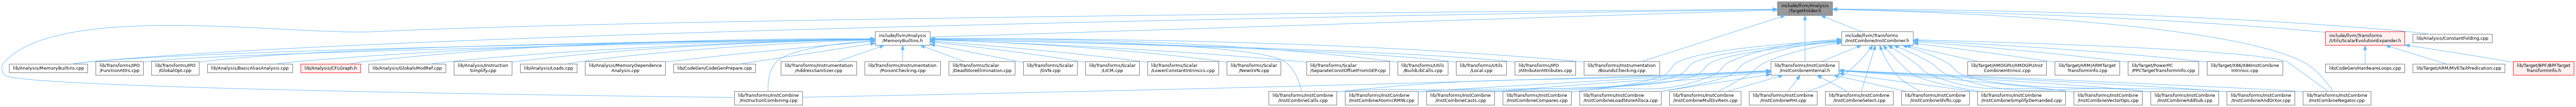 include/llvm/Analysis
/TargetFolder.h
include/llvm/Analysis
/MemoryBuiltins.h
include/llvm/Transforms
/InstCombine/InstCombiner.h
include/llvm/Transforms
/Utils/ScalarEvolutionExpander.h
lib/Analysis/ConstantFolding.cpp
lib/Analysis/MemoryBuiltins.cpp
lib/Transforms/IPO
/FunctionAttrs.cpp
lib/Transforms/IPO
/GlobalOpt.cpp
lib/Analysis/BasicAliasAnalysis.cpp
lib/Analysis/CFLGraph.h
lib/Analysis/GlobalsModRef.cpp
lib/Analysis/Instruction
Simplify.cpp
lib/Analysis/Loads.cpp
lib/Analysis/MemoryDependence
Analysis.cpp
lib/CodeGen/CodeGenPrepare.cpp
lib/Transforms/Instrumentation
/AddressSanitizer.cpp
lib/Transforms/Instrumentation
/PoisonChecking.cpp
lib/Transforms/Scalar
/DeadStoreElimination.cpp
lib/Transforms/Scalar
/GVN.cpp
lib/Transforms/Scalar
/LICM.cpp
lib/Transforms/Scalar
/LowerConstantIntrinsics.cpp
lib/Transforms/Scalar
/NewGVN.cpp
lib/Transforms/Scalar
/SeparateConstOffsetFromGEP.cpp
lib/Transforms/Utils
/BuildLibCalls.cpp
lib/Transforms/Utils
/Local.cpp
lib/Transforms/IPO
/AttributorAttributes.cpp
lib/Transforms/Instrumentation
/BoundsChecking.cpp
lib/Transforms/InstCombine
/InstCombineInternal.h
lib/Target/AMDGPU/AMDGPUInst
CombineIntrinsic.cpp
lib/Target/ARM/ARMTarget
TransformInfo.cpp
lib/Target/PowerPC
/PPCTargetTransformInfo.cpp
lib/Target/X86/X86InstCombine
Intrinsic.cpp
lib/CodeGen/HardwareLoops.cpp
lib/Target/ARM/MVETailPredication.cpp
lib/Target/BPF/BPFTarget
TransformInfo.h
lib/Transforms/InstCombine
/InstructionCombining.cpp
lib/Transforms/InstCombine
/InstCombineCalls.cpp
lib/Transforms/InstCombine
/InstCombineAtomicRMW.cpp
lib/Transforms/InstCombine
/InstCombineCasts.cpp
lib/Transforms/InstCombine
/InstCombineCompares.cpp
lib/Transforms/InstCombine
/InstCombineLoadStoreAlloca.cpp
lib/Transforms/InstCombine
/InstCombineMulDivRem.cpp
lib/Transforms/InstCombine
/InstCombinePHI.cpp
lib/Transforms/InstCombine
/InstCombineSelect.cpp
lib/Transforms/InstCombine
/InstCombineShifts.cpp
lib/Transforms/InstCombine
/InstCombineSimplifyDemanded.cpp
lib/Transforms/InstCombine
/InstCombineVectorOps.cpp
lib/Transforms/InstCombine
/InstCombineAddSub.cpp
lib/Transforms/InstCombine
/InstCombineAndOrXor.cpp
lib/Transforms/InstCombine
/InstCombineNegator.cpp